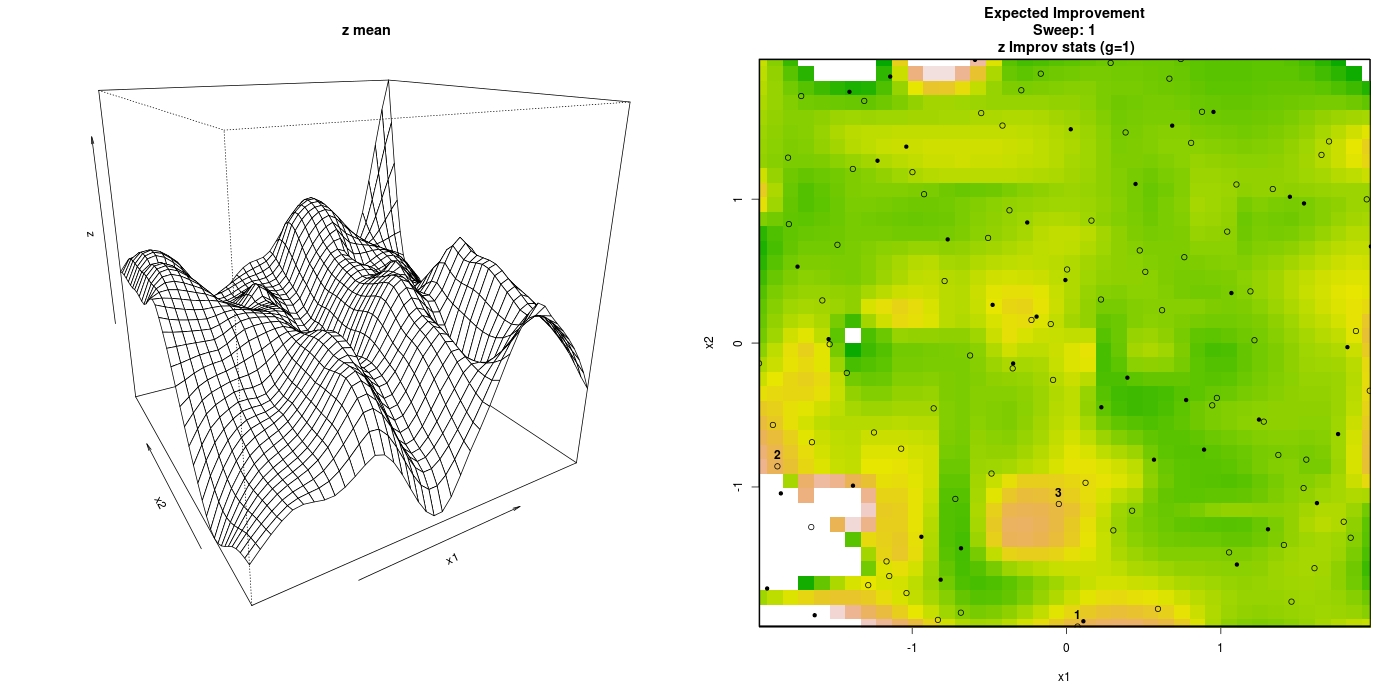 z mean
z
x2
x1
Expected Improvement
Sweep: 1
z Improv stats (g=1)
1
0
-1
x2
2
3
1
-1
0
1
x1